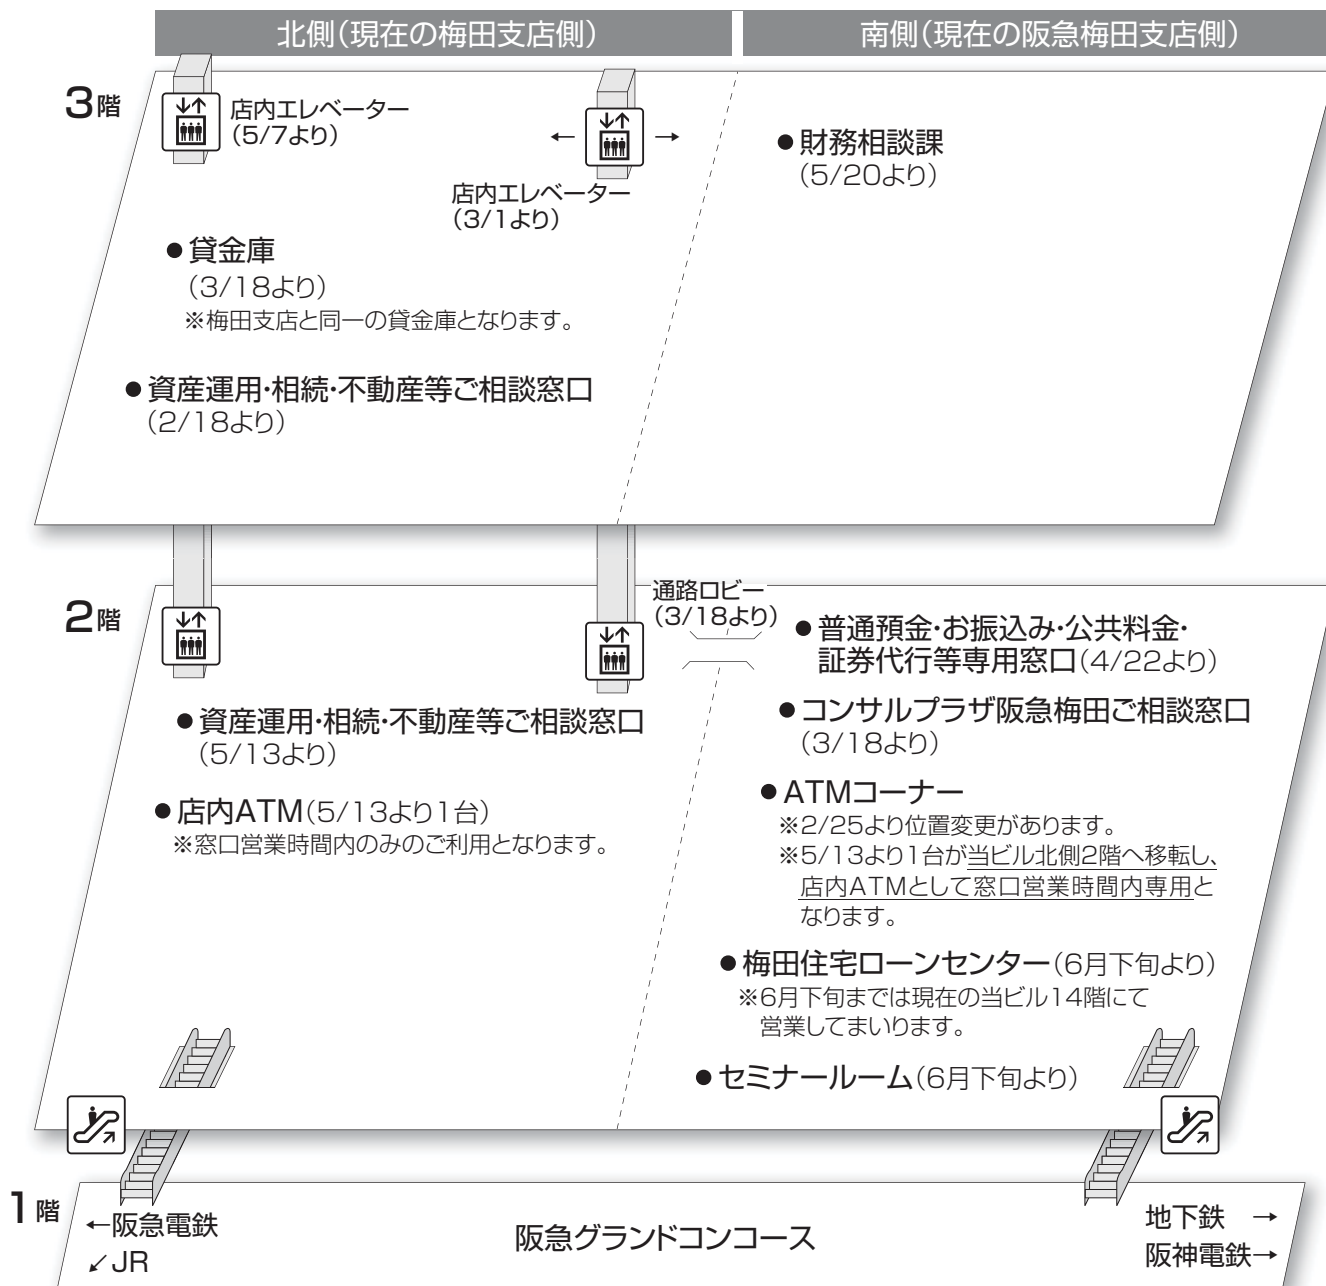 北側（現在の梅田支店側）
南側（現在の阪急梅田支店側）
3階
店内エレベーター
（5/7より）
← →
店内エレベーター
（3/1より）
●財務相談課
（5/20より）
●貸金庫
（3/18より）
※梅田支店と同一の貸金庫となります。
●資産運用・相続・不動産等ご相談窓口
（2/18より）
2階
通路ロビー
（3/18より）
●資産運用・相続・不動産等ご相談窓口
（5/13より）
●店内ATM（5/13より1台）
※窓口営業時間内のみのご利用となります。
●普通預金・お振込み・公共料金・
証券代行等専用窓口（4/22より）
●コンサルプラザ阪急梅田ご相談窓口
（3/18より）
●ATMコーナー
※2/25より位置変更があります。
※5/13より1台が当ビル北側2階へ移転し、
店内ATMとして窓口営業時間内専用と
なります。
●梅田住宅ローンセンター（6月下旬より）
※6月下旬までは現在の当ビル14階にて
営業してまいります。
●セミナールーム（6月下旬より）
1階
←阪急電鉄
↙JR
阪急グランドコンコース
地下鉄 →
阪神電鉄→